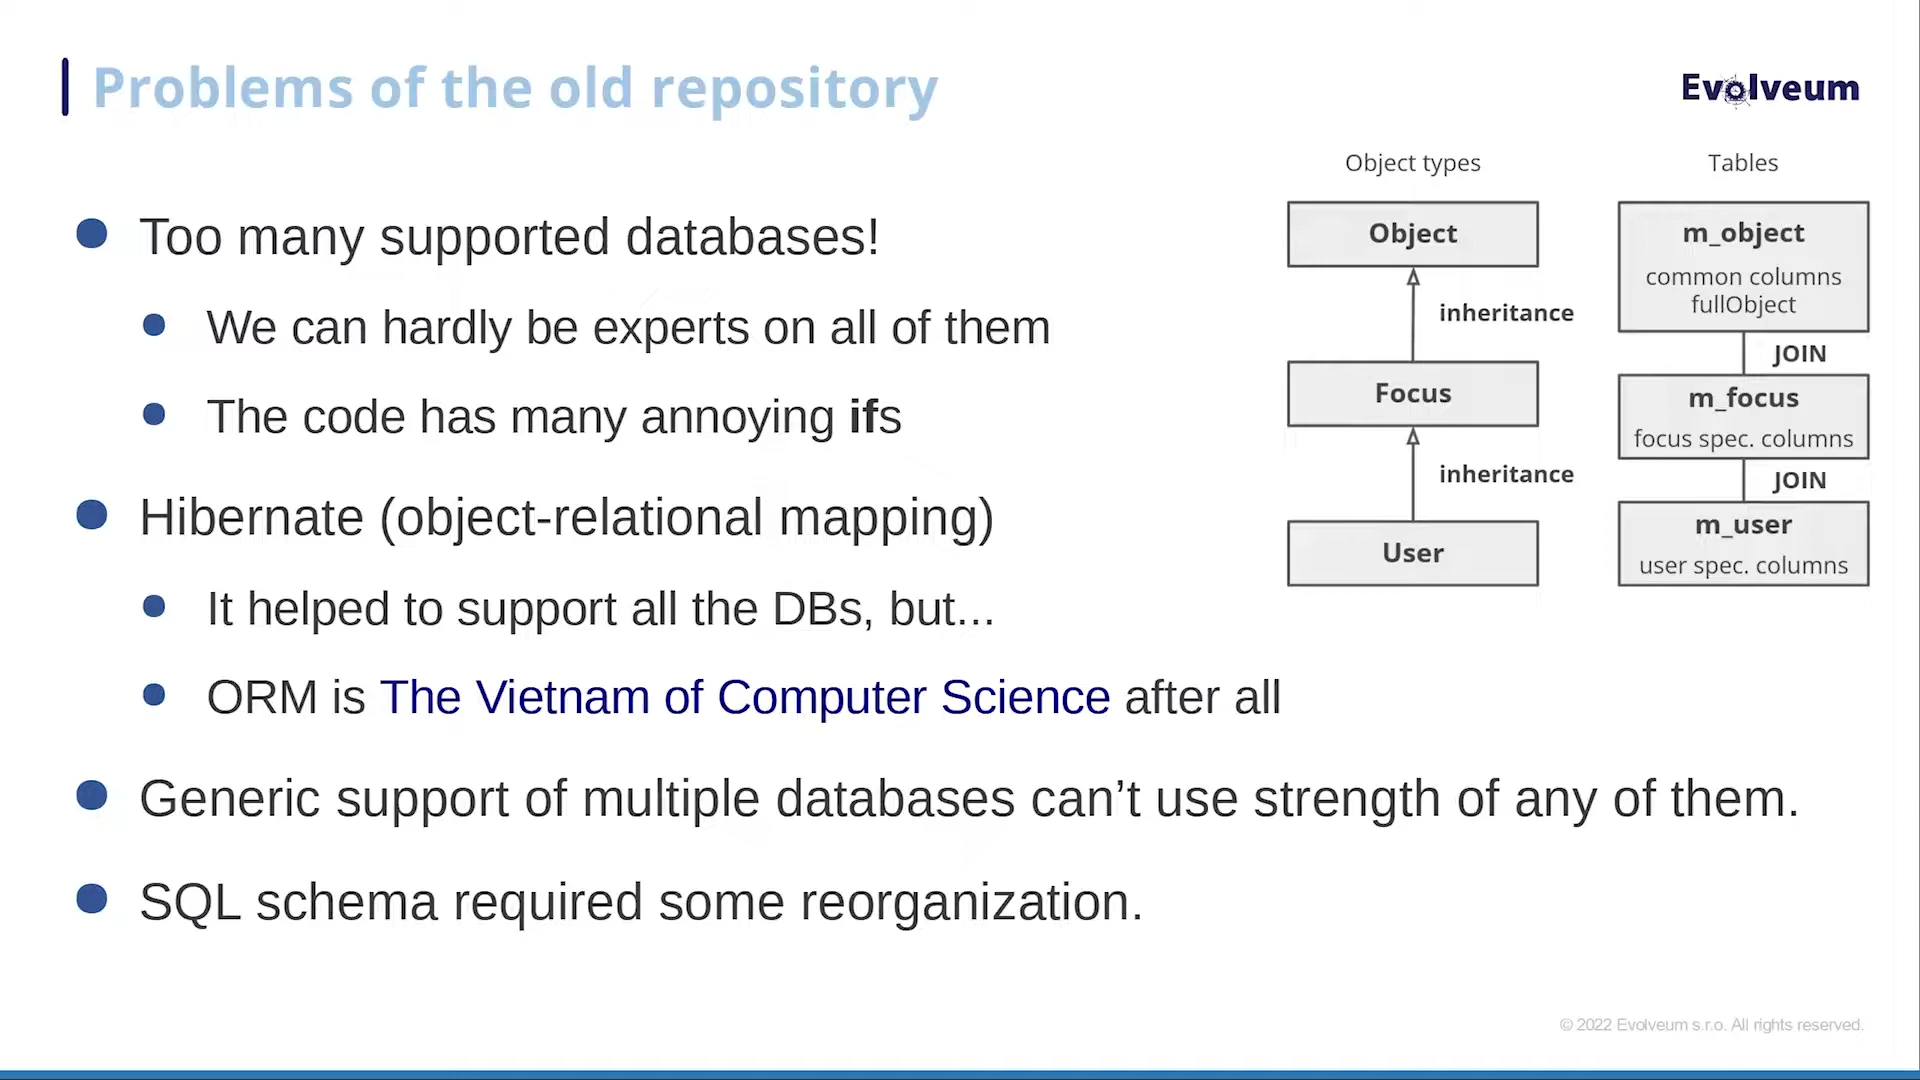 Problems of the old repository
Evolveum
Too many supported databases!
We can hardly be experts on all of them
The code has many annoying ifs
Hibernate (object-relational mapping)
It helped to support all the DBs, but...
ORM is The Vietnam of Computer Science after all
Generic support of multiple databases can’t use strength of any of them.
SQL schema required some reorganization.
Object types
Object
inheritance
Focus
inheritance
User
Tables
m_object
common columns
fullObject
JOIN
m_focus
focus spec. columns
JOIN
m_user
user spec. columns
© 2022 Evolveum s.r.o. All rights reserved.